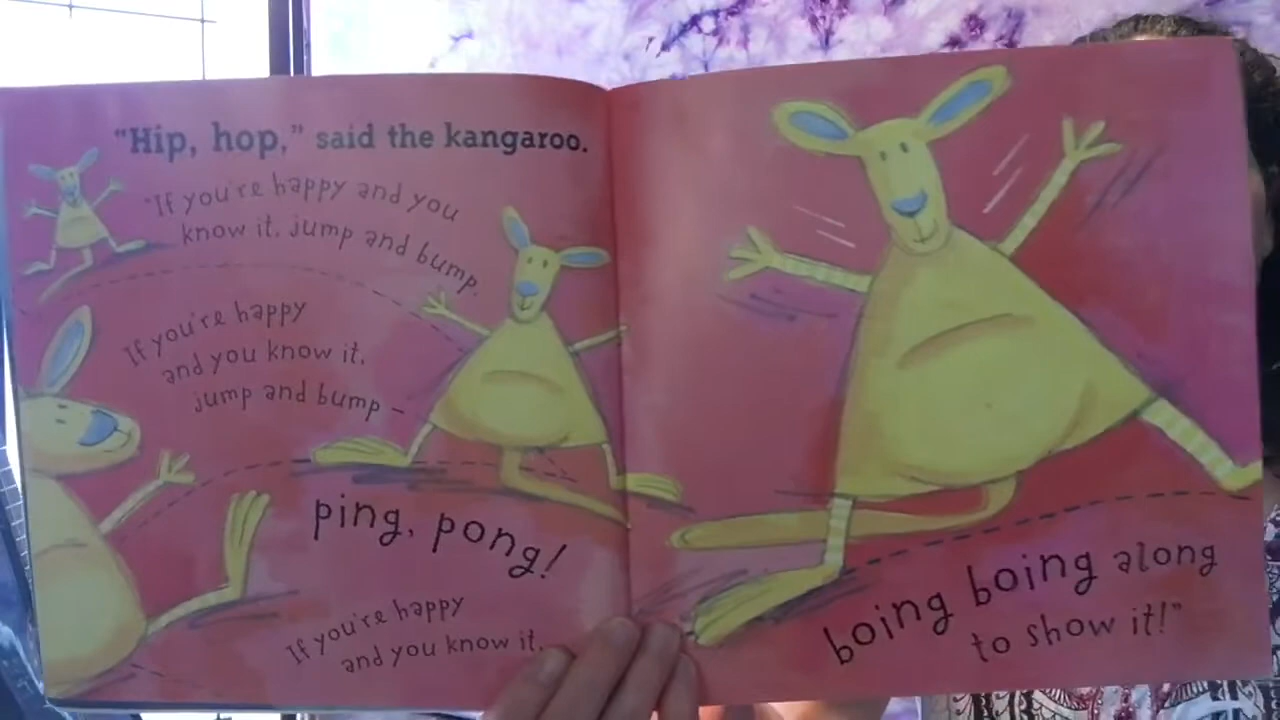 "Hip, hop," said the kangaroo.
"If you're happy and you
know it, jump and bump.
If you're happy
and you know it,
jump and bump –
ping, pong!
If you're happy
and you know it,
boing boing along
to show it!"